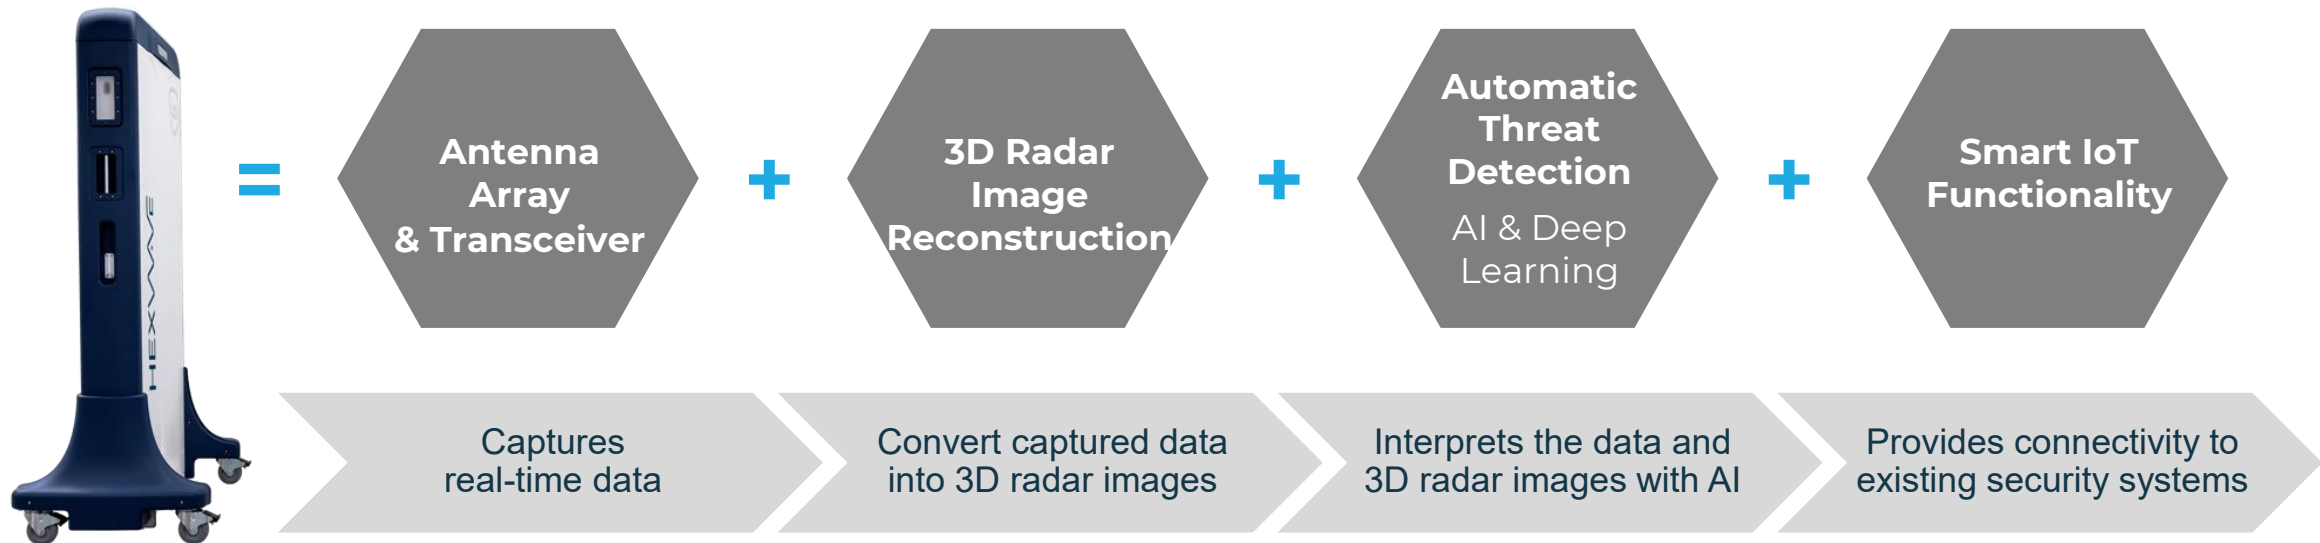 HEXWAVE
=
Antenna
Array
& Transceiver
+
3D Radar
Image
Reconstruction
+
Automatic
Threat
Detection
AI & Deep
Learning
+
Smart IoT
Functionality
Captures
real-time data
Convert captured data
into 3D radar images
Interprets the data and
3D radar images with AI
Provides connectivity to
existing security systems